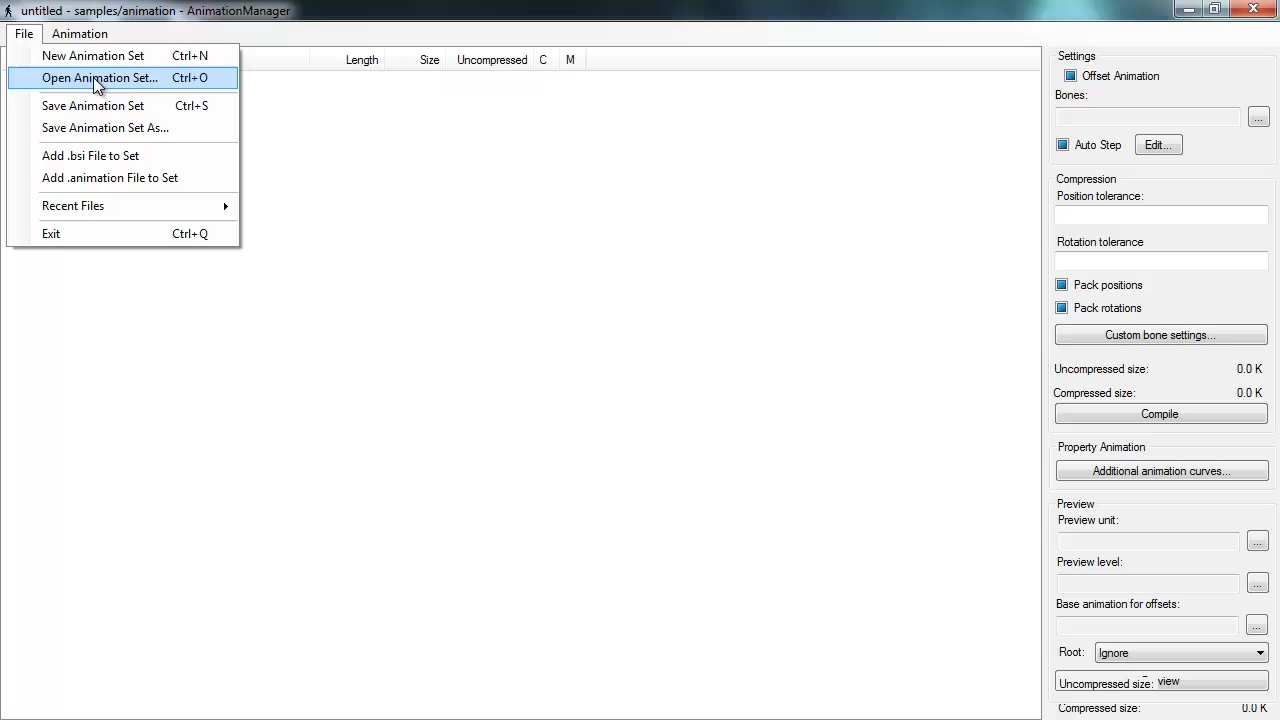 untitled - samples/animation - AnimationManager
File Animation
New Animation Set Ctrl+N
Open Animation Set... Ctrl+O
Save Animation Set Ctrl+S
Save Animation Set As...
Add .bsi File to Set
Add .animation File to Set
Recent Files
Exit Ctrl+Q
Length Size Uncompressed C M
Settings
Offset Animation
Bones:
...
Auto Step Edit...
Compression
Position tolerance:
Rotation tolerance
Pack positions
Pack rotations
Custom bone settings...
Uncompressed size: 0.0 K
Compressed size: 0.0 K
Compile
Property Animation
Additional animation curves...
Preview
Preview unit:
...
Preview level:
...
Base animation for offsets:
...
Root: Ignore
Uncompressed size: view
Compressed size: 0.0 K